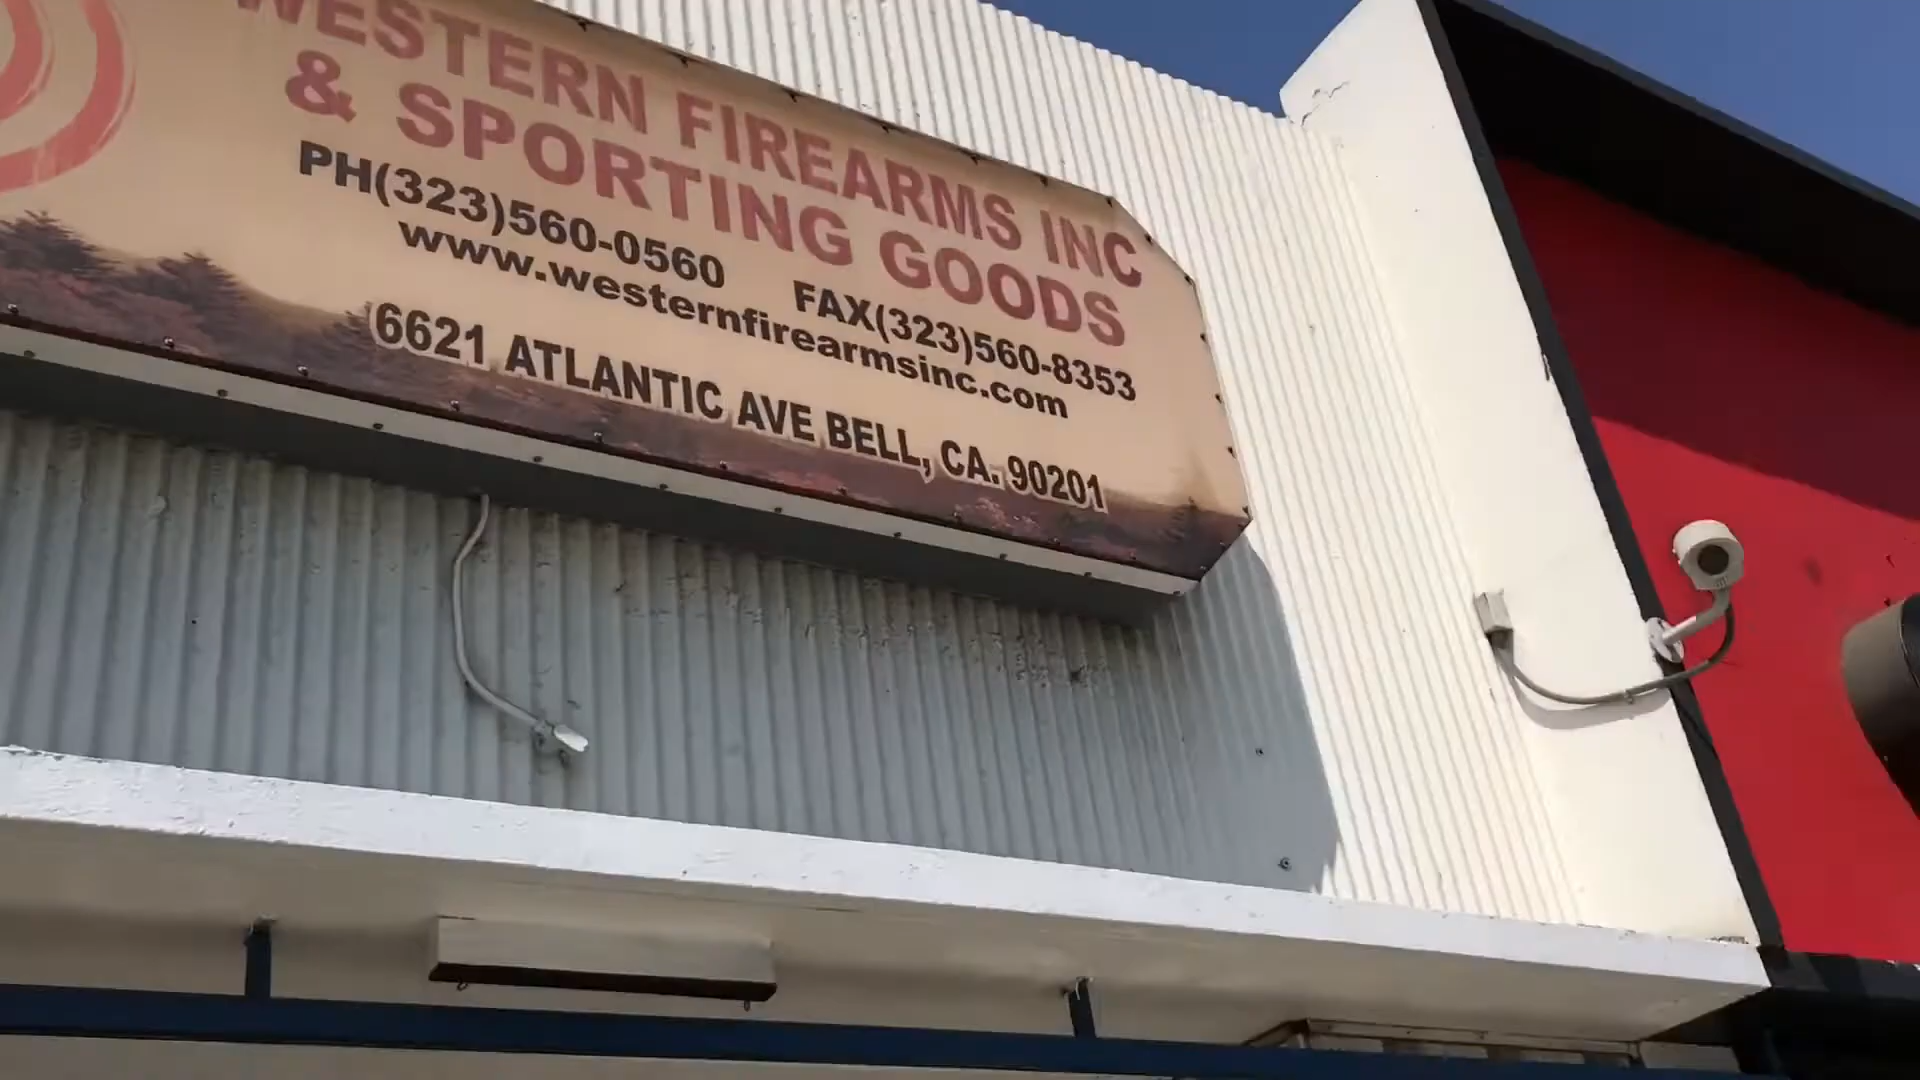 WESTERN FIREARMS INC
& SPORTING GOODS
PH(323)560-0560 FAX(323)560-8353
www.westernfirearmsinc.com
6621 ATLANTIC AVE BELL, CA. 90201